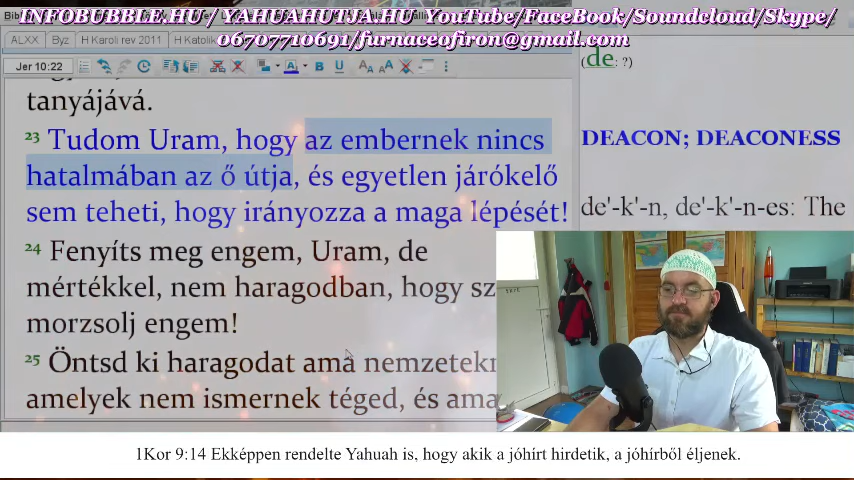 INFOBUBBLE.HU / YAHUAHUTJA.HU YouTube/FaceBook/Soundcloud/Skype/
06707710691/furnaceofiron@gmail.com
ALXX Byz H Karoli rev 2011 H Katolik
Jer 10:22
tanyájává.
23 Tudom Uram, hogy az embernek nincs
hatalmában az ő útja, és egyetlen járókelő
sem teheti, hogy irányozza a maga lépését!
24 Fenyíts meg engem, Uram, de
mértékkel, nem haragodban, hogy sz
morzsolj engem!
25 Öntsd ki haragodat ama nemzetekr
amelyek nem ismernek téged, és ama
(de: ?)
DEACON; DEACONESS
de'-k'-n, de'-k'-n-es: The
1Kor 9:14 Ekképpen rendelte Yahuah is, hogy akik a jóhírt hirdetik, a jóhírből éljenek.